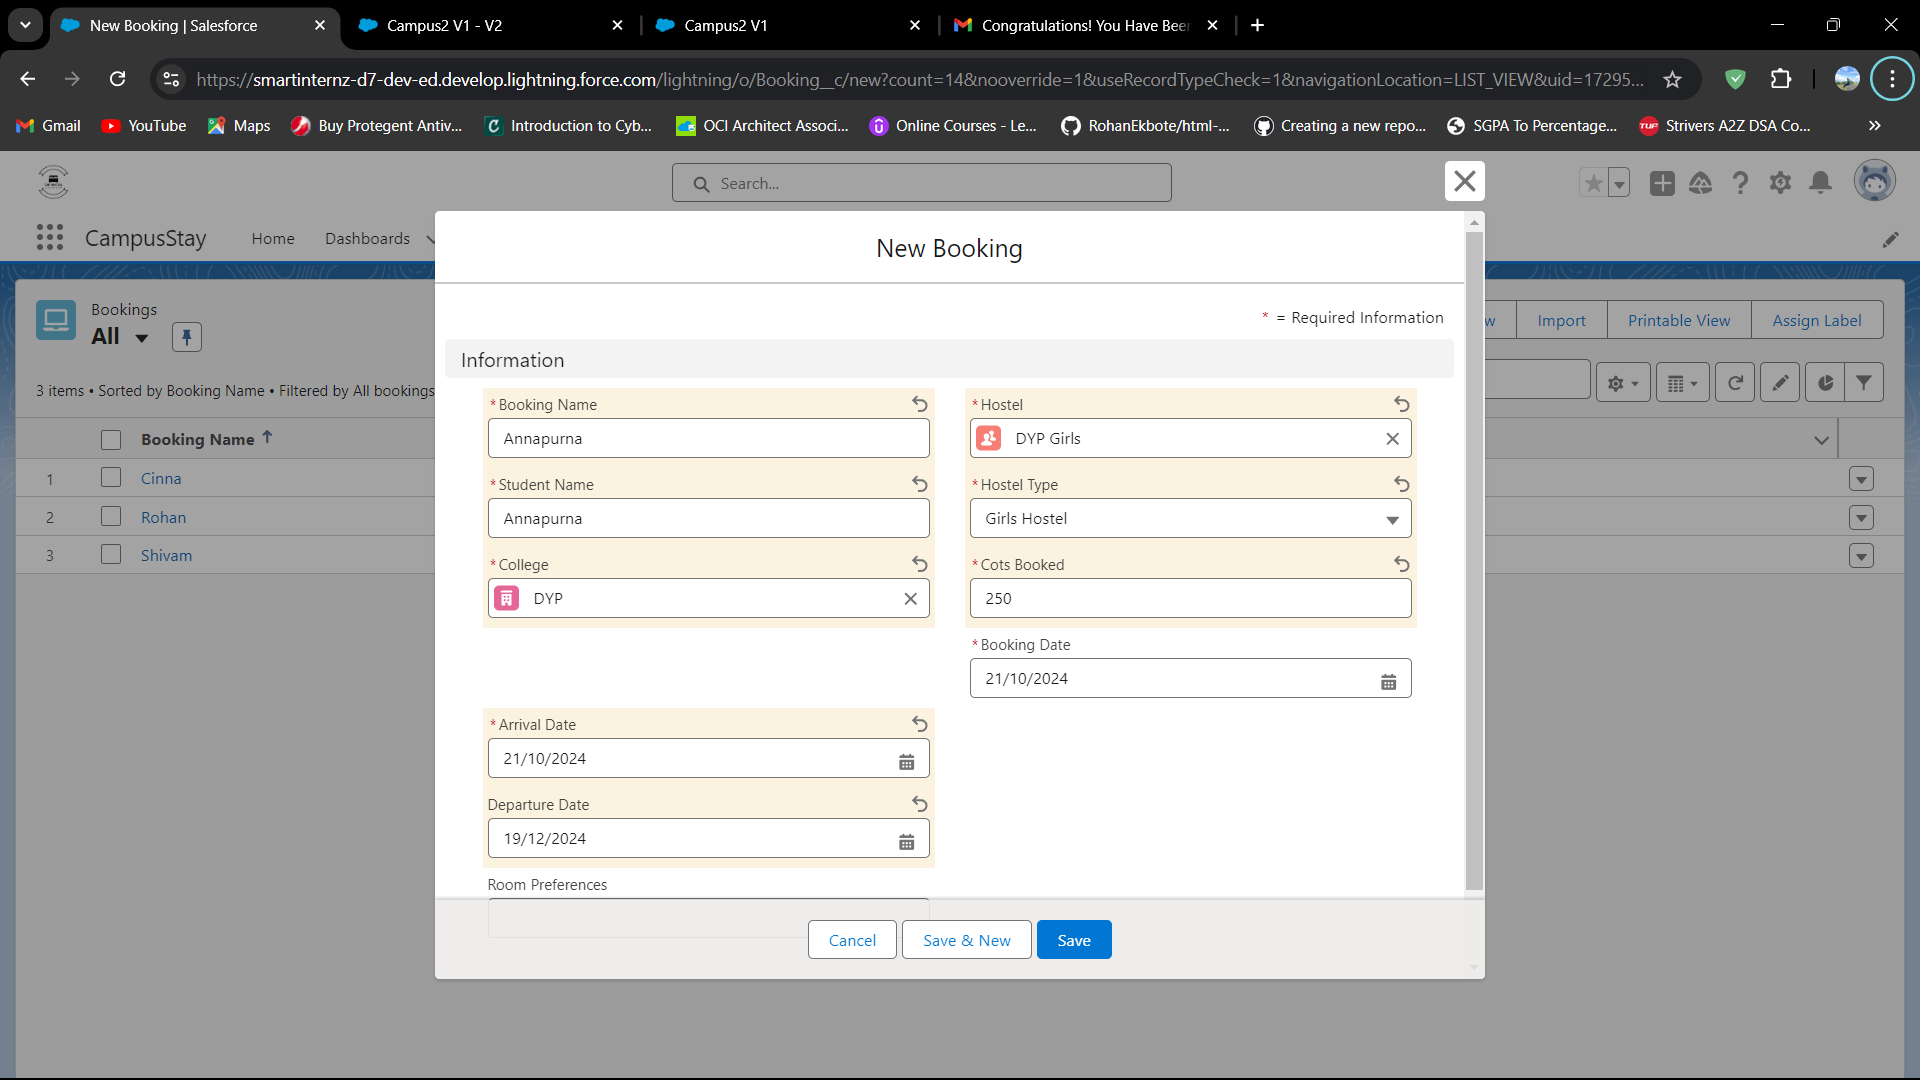 New Booking | Salesforce
Campus2 V1 - V2
Campus2 V1
Congratulations! You Have Beer
https://smartinternz-d7-dev-ed.develop.lightning.force.com/lightning/o/Booking__c/new?count=14&nooverride=1&useRecordTypeCheck=1&navigationLocation=LIST_VIEW&uid=17295...
Gmail
YouTube
Maps
Buy Protegent Antiv...
Introduction to Cyb...
OCI Architect Associ...
Online Courses - Le...
RohanEkbote/html-...
Creating a new repo...
SGPA To Percentage...
Strivers A2Z DSA Co...
Search...
CampusStay
Home
Dashboards
Bookings
All
3 items • Sorted by Booking Name • Filtered by All bookings
Import
Printable View
Assign Label
Booking Name
1 Cinna
2 Rohan
3 Shivam
New Booking
* = Required Information
Information
*Booking Name
Annapurna
*Hostel
DYP Girls
*Student Name
Annapurna
*Hostel Type
Girls Hostel
*College
DYP
*Cots Booked
250
*Booking Date
21/10/2024
*Arrival Date
21/10/2024
Departure Date
19/12/2024
Room Preferences
Cancel
Save & New
Save